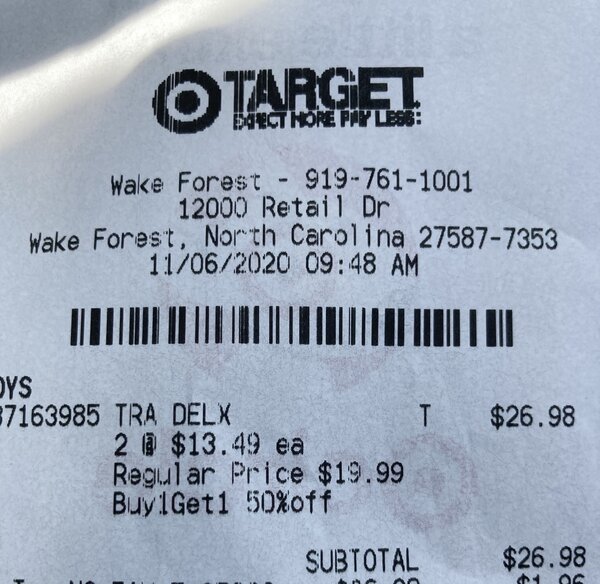 TARGET
EXPECT MORE PAY LESS:
Wake Forest - 919-761-1001
12000 Retail Dr
Wake Forest, North Carolina 27587-7353
11/06/2020 09:48 AM
OYS
37163985 TRA DELX T $26.98
2 @ $13.49 ea
Regular Price $19.99
Buy1Get1 50%off
SUBTOTAL $26.98